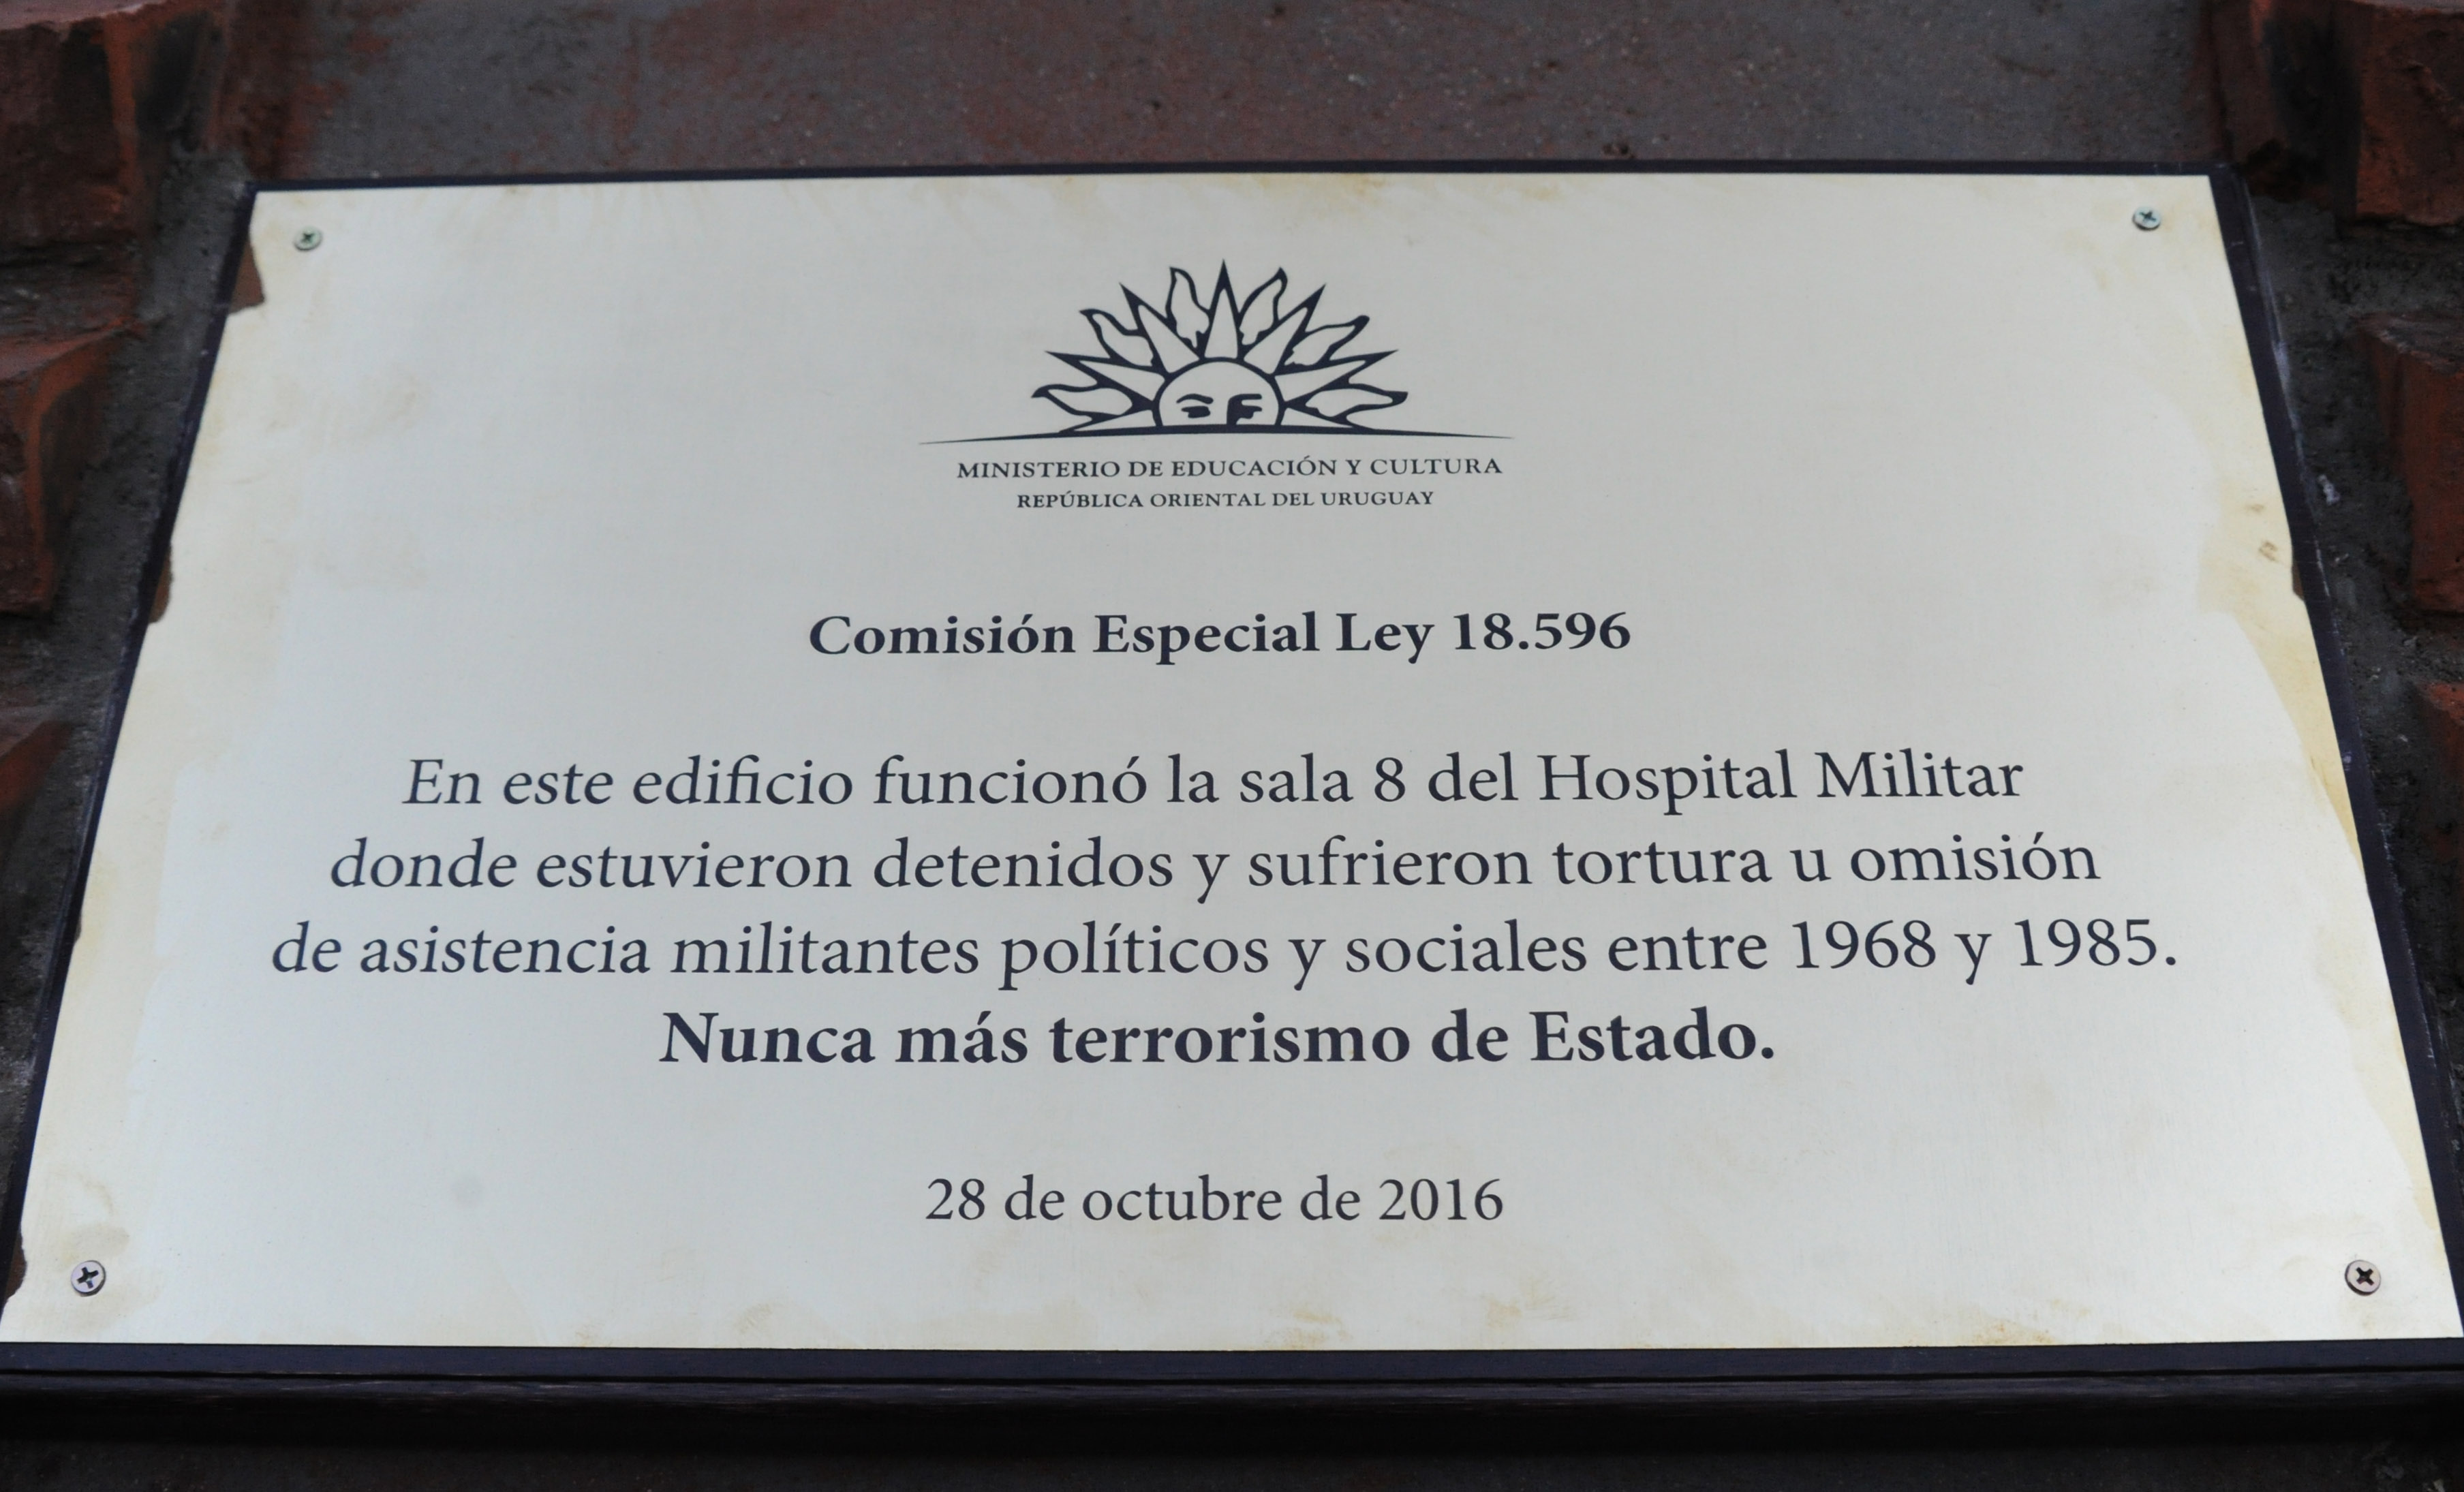 MINISTERIO DE EDUCACIÓN Y CULTURA
REPÚBLICA ORIENTAL DEL URUGUAY
Comisión Especial Ley 18.596
En este edificio funcionó la sala 8 del Hospital Militar
donde estuvieron detenidos y sufrieron tortura u omisión
de asistencia militantes políticos y sociales entre 1968 y 1985.
Nunca más terrorismo de Estado.
28 de octubre de 2016